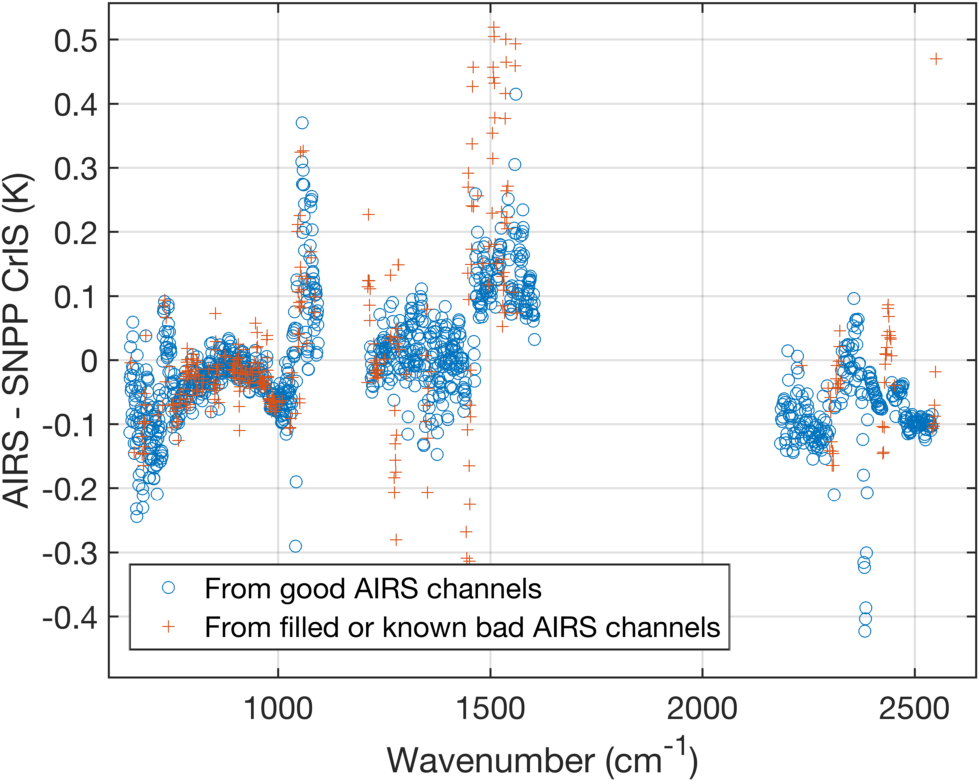 AIRS - SNPP CrIS (K)
0.5
0.4
0.3
0.2
0.1
0
-0.1
-0.2
-0.3
-0.4
From good AIRS channels
From filled or known bad AIRS channels
1000 1500 2000 2500
Wavenumber (cm⁻¹)